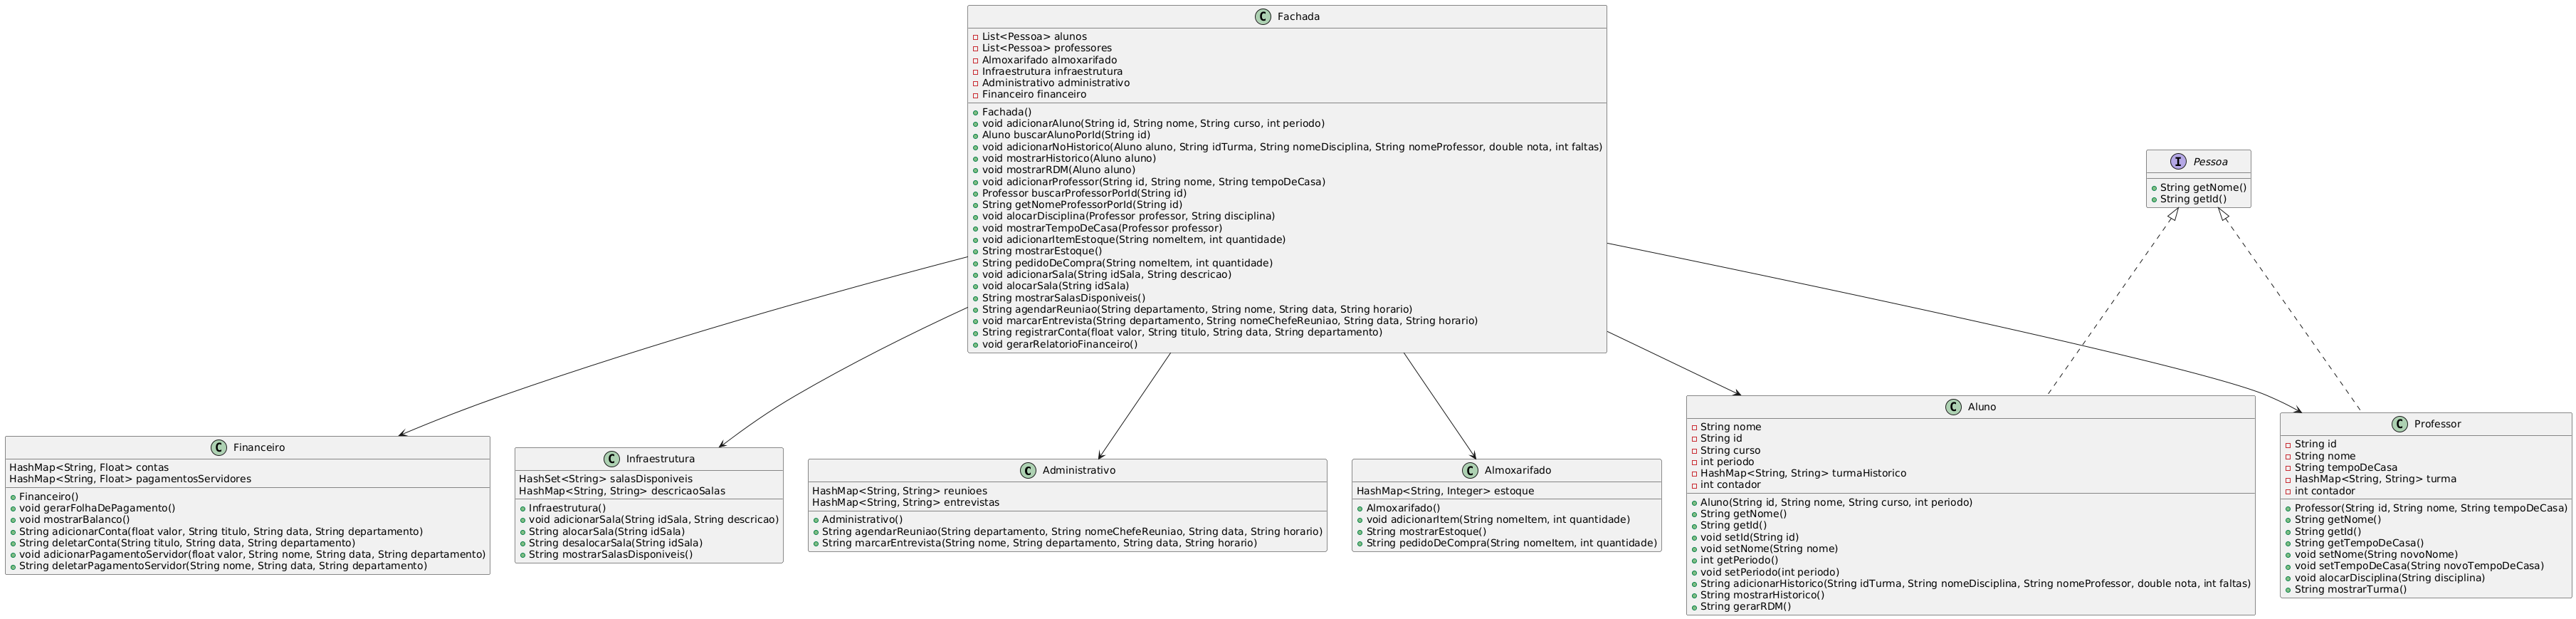 C Fachada
List<Pessoa> alunos
List<Pessoa> professores
Almoxarifado almoxarifado
Infraestrutura infraestrutura
Administrativo administrativo
Financeiro financeiro
Fachada()
void adicionarAluno(String id, String nome, String curso, int periodo)
Aluno buscarAlunoPorId(String id)
void adicionarNoHistorico(Aluno aluno, String idTurma, String nomeDisciplina, String nomeProfessor, double nota, int faltas)
void mostrarHistorico(Aluno aluno)
void mostrarRDM(Aluno aluno)
void adicionarProfessor(String id, String nome, String tempoDeCasa)
Professor buscarProfessorPorId(String id)
String getNomeProfessorPorId(String id)
void alocarDisciplina(Professor professor, String disciplina)
void mostrarTempoDeCasa(Professor professor)
void adicionarItemEstoque(String nomeItem, int quantidade)
String mostrarEstoque()
String pedidoDeCompra(String nomeItem, int quantidade)
void adicionarSala(String idSala, String descricao)
void alocarSala(String idSala)
String mostrarSalasDisponiveis()
String agendarReuniao(String departamento, String nome, String data, String horario)
void marcarEntrevista(String departamento, String nomeChefeReuniao, String data, String horario)
String registrarConta(float valor, String titulo, String data, String departamento)
void gerarRelatorioFinanceiro()
I Pessoa
String getNome()
String getId()
C Financeiro
HashMap<String, Float> contas
HashMap<String, Float> pagamentosServidores
Financeiro()
void gerarFolhaDePagamento()
void mostrarBalanco()
String adicionarConta(float valor, String titulo, String data, String departamento)
String deletarConta(String titulo, String data, String departamento)
void adicionarPagamentoServidor(float valor, String nome, String data, String departamento)
String deletarPagamentoServidor(String nome, String data, String departamento)
C Infraestrutura
HashSet<String> salasDisponiveis
HashMap<String, String> descricaoSalas
Infraestrutura()
void adicionarSala(String idSala, String descricao)
String alocarSala(String idSala)
String desalocarSala(String idSala)
String mostrarSalasDisponiveis()
C Administrativo
HashMap<String, String> reunioes
HashMap<String, String> entrevistas
Administrativo()
String agendarReuniao(String departamento, String nomeChefeReuniao, String data, String horario)
String marcarEntrevista(String nome, String departamento, String data, String horario)
C Almoxarifado
HashMap<String, Integer> estoque
Almoxarifado()
void adicionarItem(String nomeItem, int quantidade)
String mostrarEstoque()
String pedidoDeCompra(String nomeItem, int quantidade)
C Aluno
String nome
String id
String curso
int periodo
HashMap<String, String> turmaHistorico
int contador
Aluno(String id, String nome, String curso, int periodo)
String getNome()
String getId()
void setId(String id)
void setNome(String nome)
int getPeriodo()
void setPeriodo(int periodo)
String adicionarHistorico(String idTurma, String nomeDisciplina, String nomeProfessor, double nota, int faltas)
String mostrarHistorico()
String gerarRDM()
C Professor
String id
String nome
String tempoDeCasa
HashMap<String, String> turma
int contador
Professor(String id, String nome, String tempoDeCasa)
String getNome()
String getId()
String getTempoDeCasa()
void setNome(String novoNome)
void setTempoDeCasa(String novoTempoDeCasa)
void alocarDisciplina(String disciplina)
String mostrarTurma()